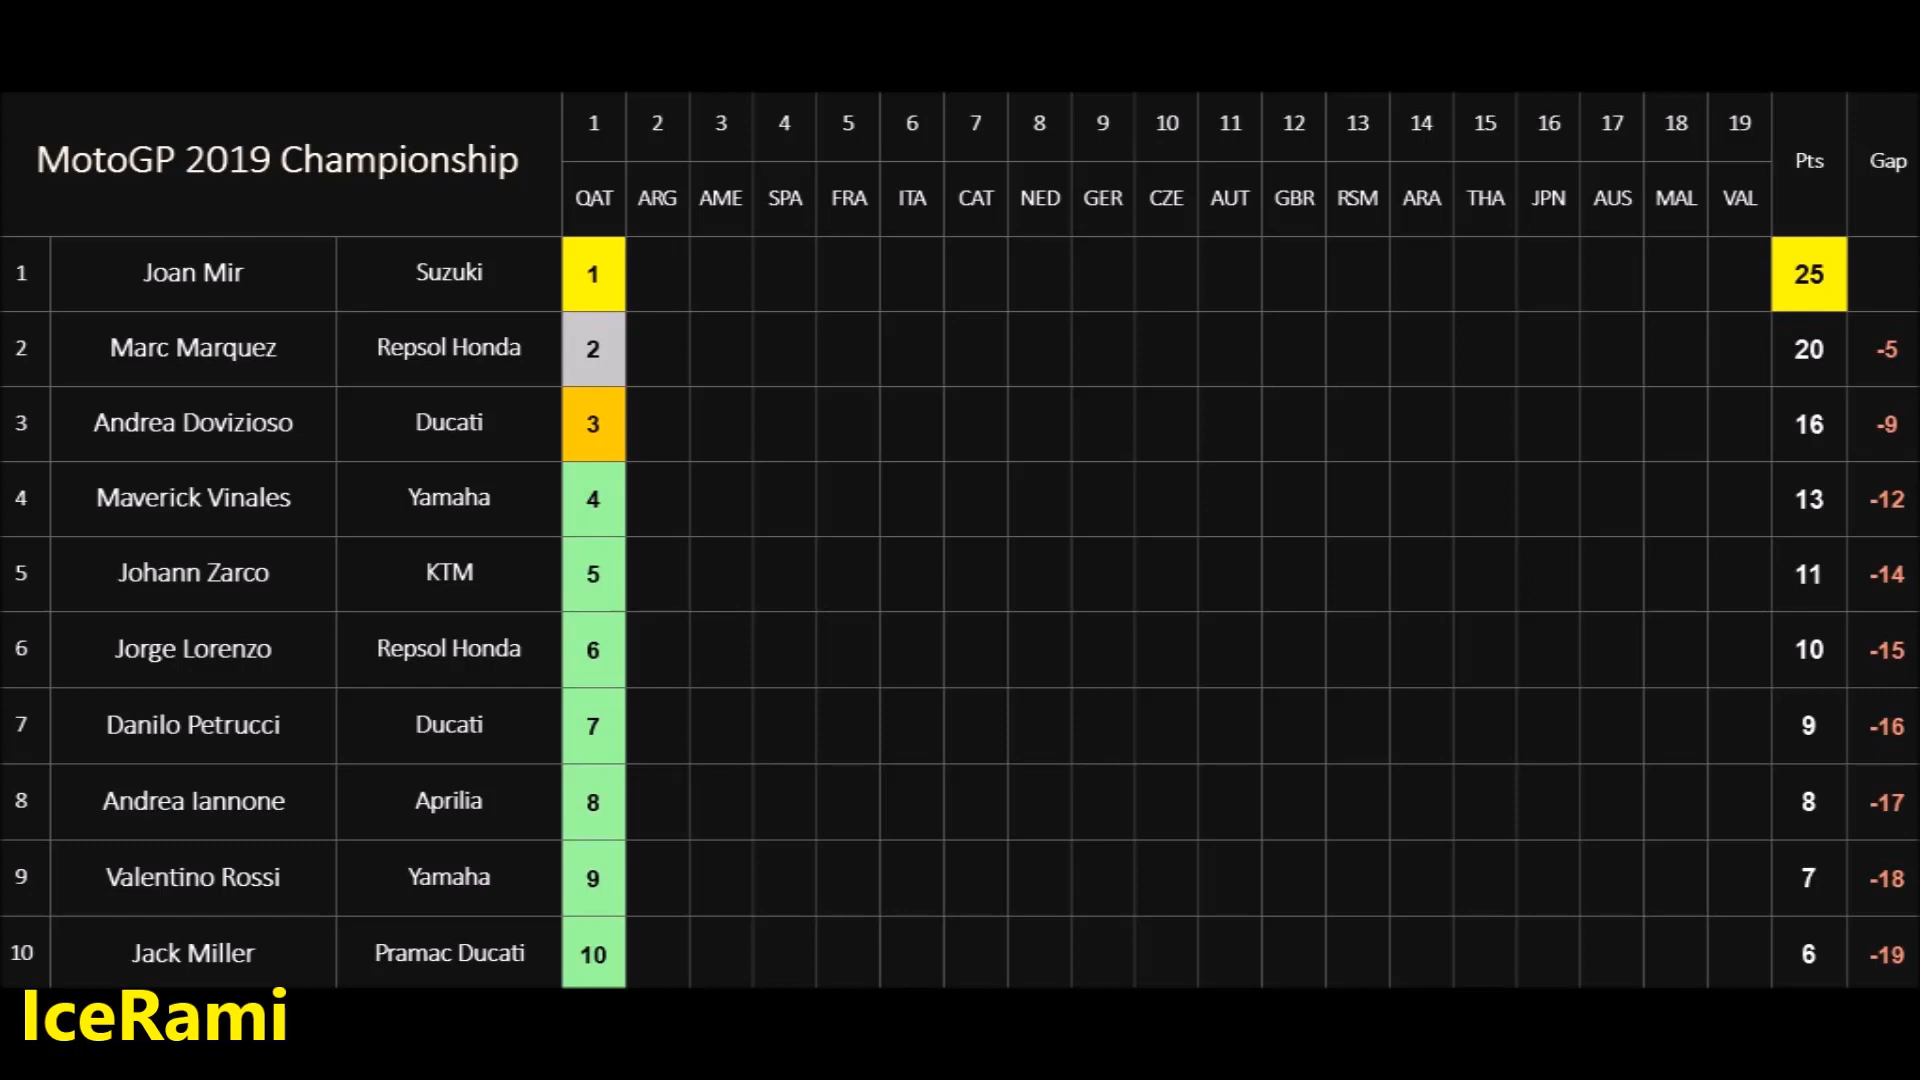 MotoGP 2019 Championship
1 2 3 4 5 6 7 8 9 10 11 12 13 14 15 16 17 18 19 Pts Gap
QAT ARG AME SPA FRA ITA CAT NED GER CZE AUT GBR RSM ARA THA JPN AUS MAL VAL
1 Joan Mir Suzuki 1 25
2 Marc Marquez Repsol Honda 2 20 -5
3 Andrea Dovizioso Ducati 3 16 -9
4 Maverick Vinales Yamaha 4 13 -12
5 Johann Zarco KTM 5 11 -14
6 Jorge Lorenzo Repsol Honda 6 10 -15
7 Danilo Petrucci Ducati 7 9 -16
8 Andrea Iannone Aprilia 8 8 -17
9 Valentino Rossi Yamaha 9 7 -18
10 Jack Miller Pramac Ducati 10 6 -19
IceRami